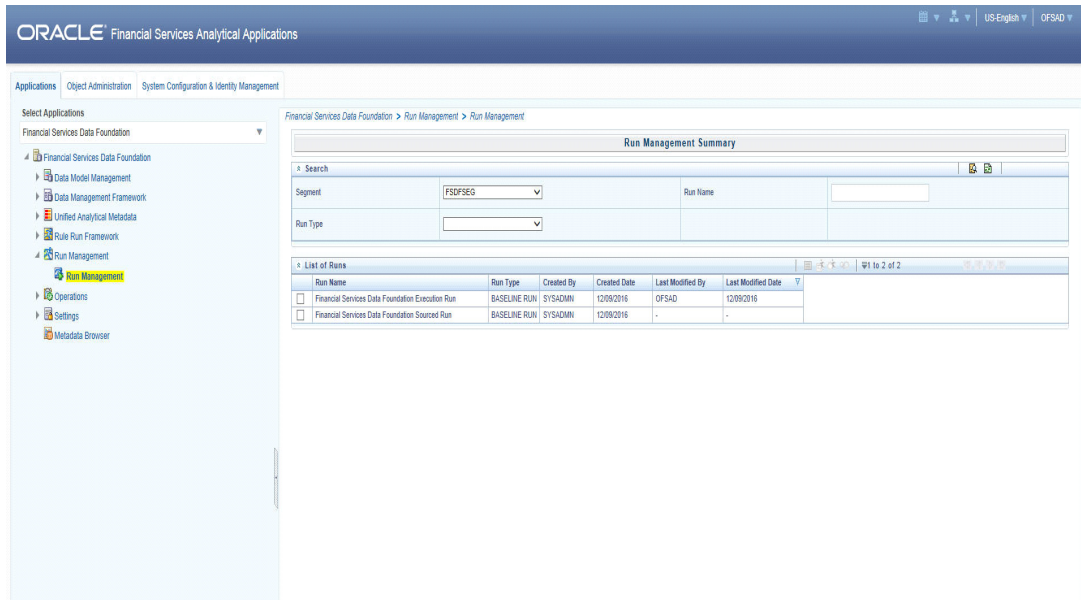 US-English OFSAD
ORACLE Financial Services Analytical Applications
Applications Object Administration System Configuration & Identity Management
Select Applications
Financial Services Data Foundation
Financial Services Data Foundation
Data Model Management
Data Management Framework
Unified Analytical Metadata
Rule Run Framework
Run Management
Run Management
Operations
Settings
Metadata Browser
Financial Services Data Foundation > Run Management > Run Management
Run Management Summary
Search
Segment FSDFSEG Run Name
Run Type
List of Runs 1 to 2 of 2
Run Name Run Type Created By Created Date Last Modified By Last Modified Date
Financial Services Data Foundation Execution Run BASELINE RUN SYSADMN 12/09/2016 OFSAD 12/09/2016
Financial Services Data Foundation Sourced Run BASELINE RUN SYSADMN 12/09/2016 - -